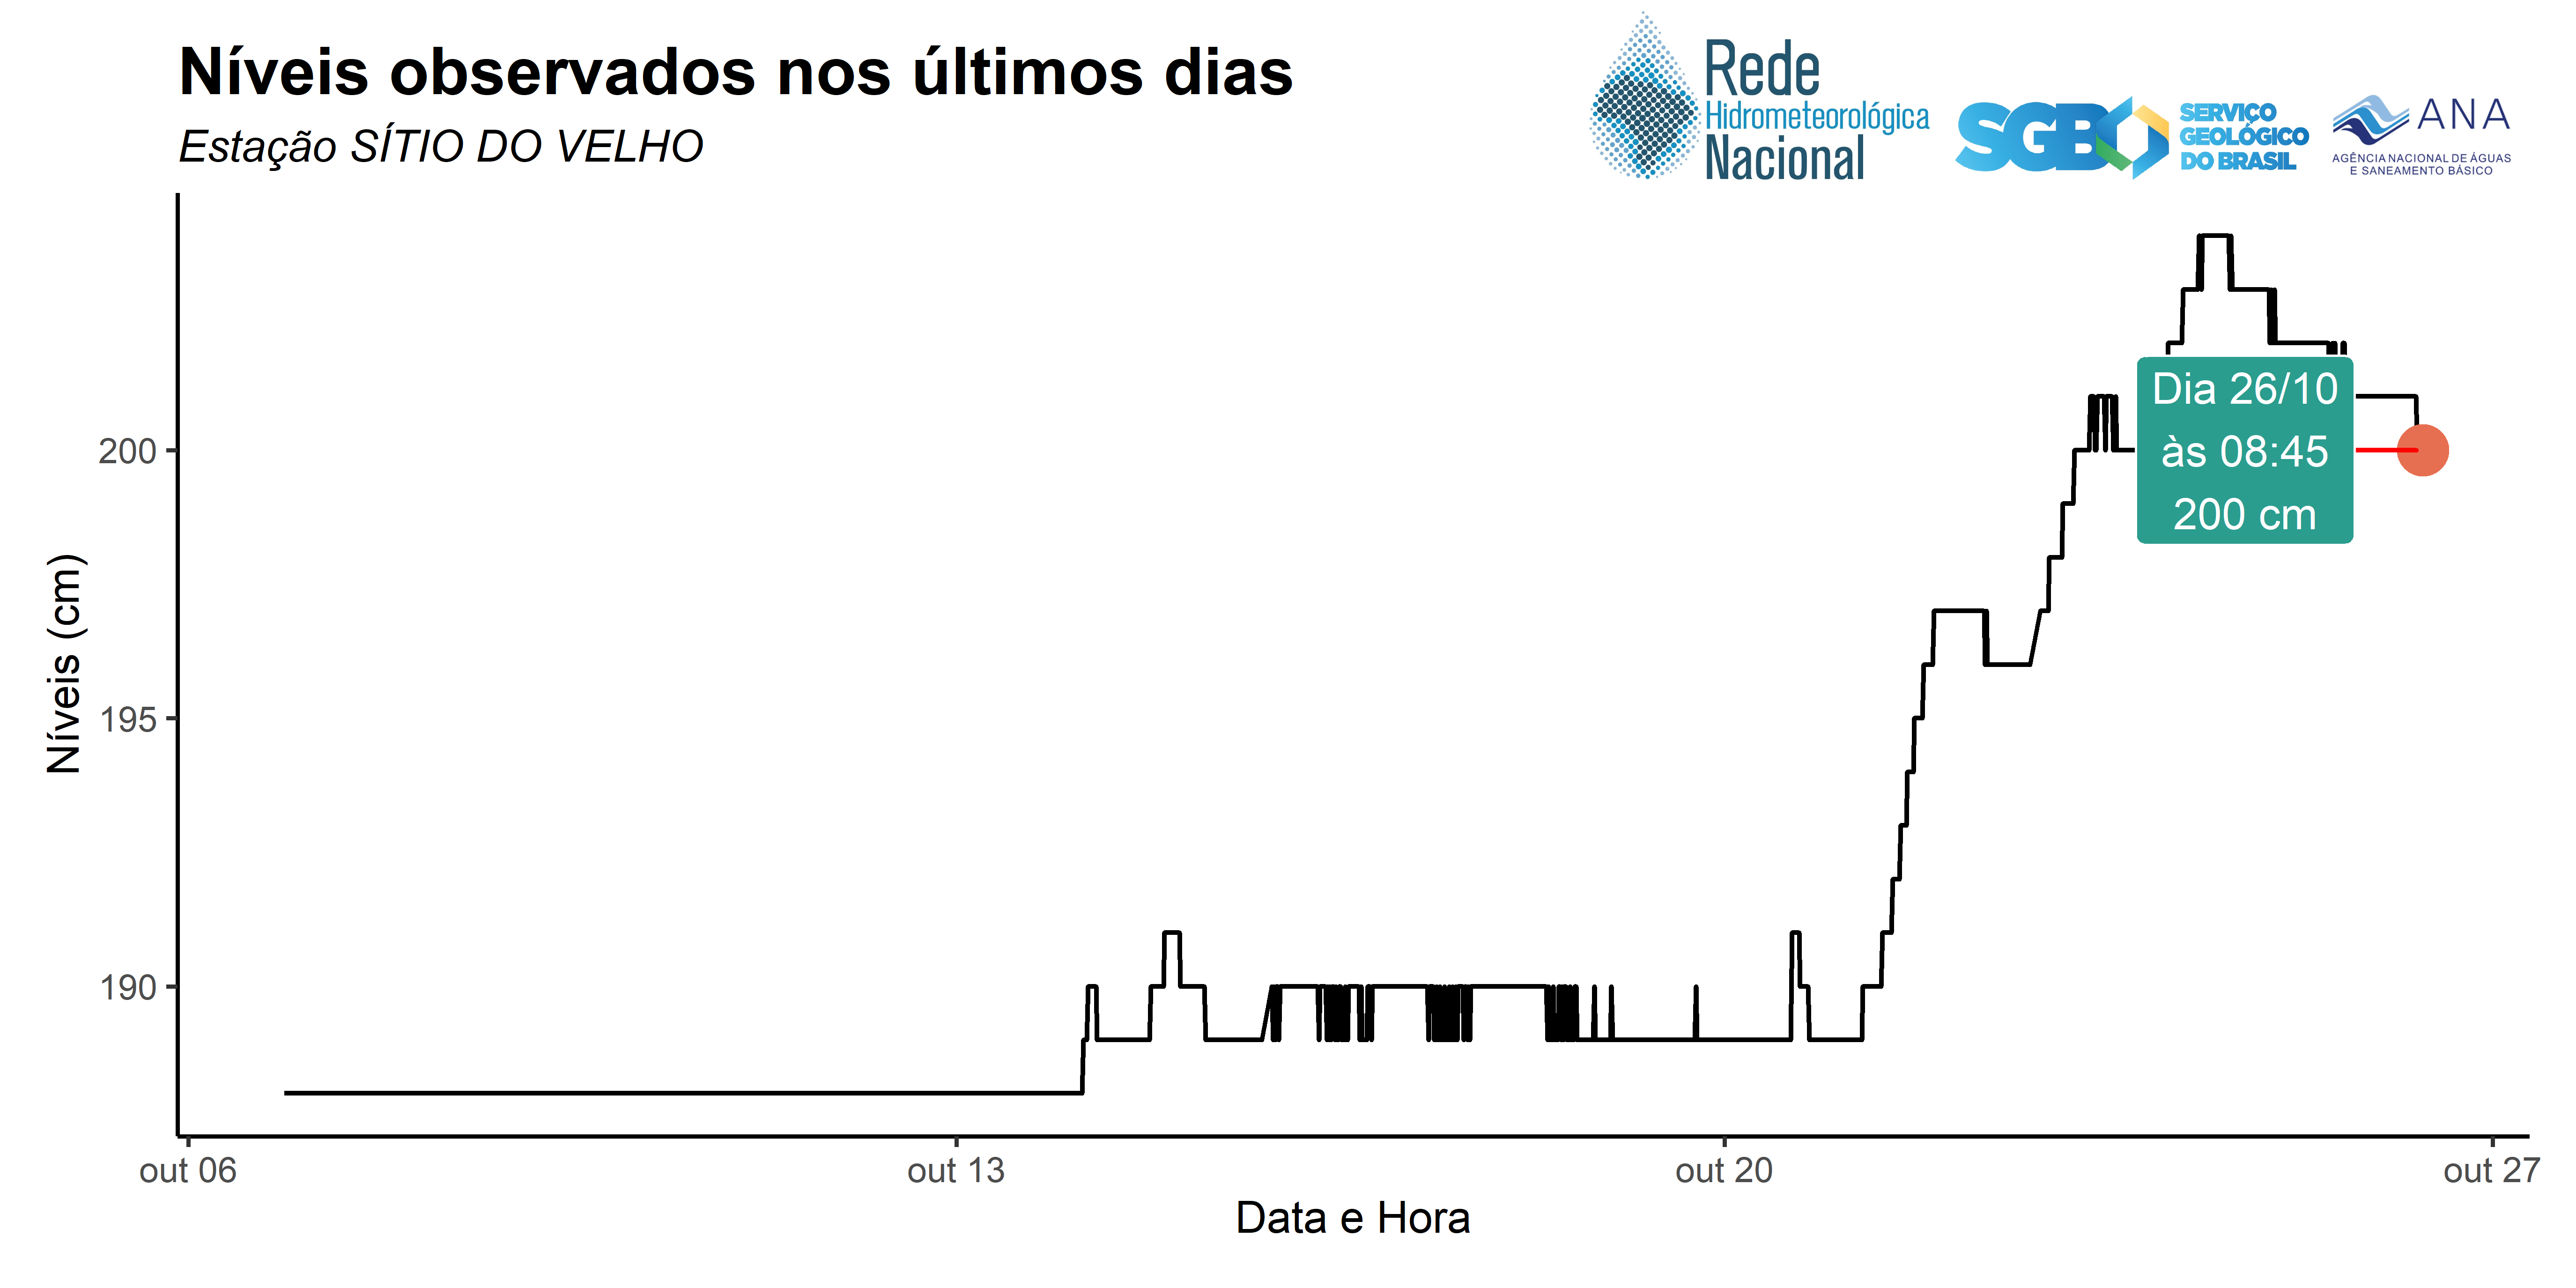 Níveis observados nos últimos dias
Estação SÍTIO DO VELHO
Rede
Hidrometeorológica
Nacional
SGB
SERVIÇO
GEOLÓGICO
DO BRASIL
ANA
AGÊNCIA NACIONAL DE ÁGUAS
E SANEAMENTO BÁSICO
Níveis (cm)
200
195
190
Dia 26/10
às 08:45
200 cm
out 06
out 13
out 20
out 27
Data e Hora